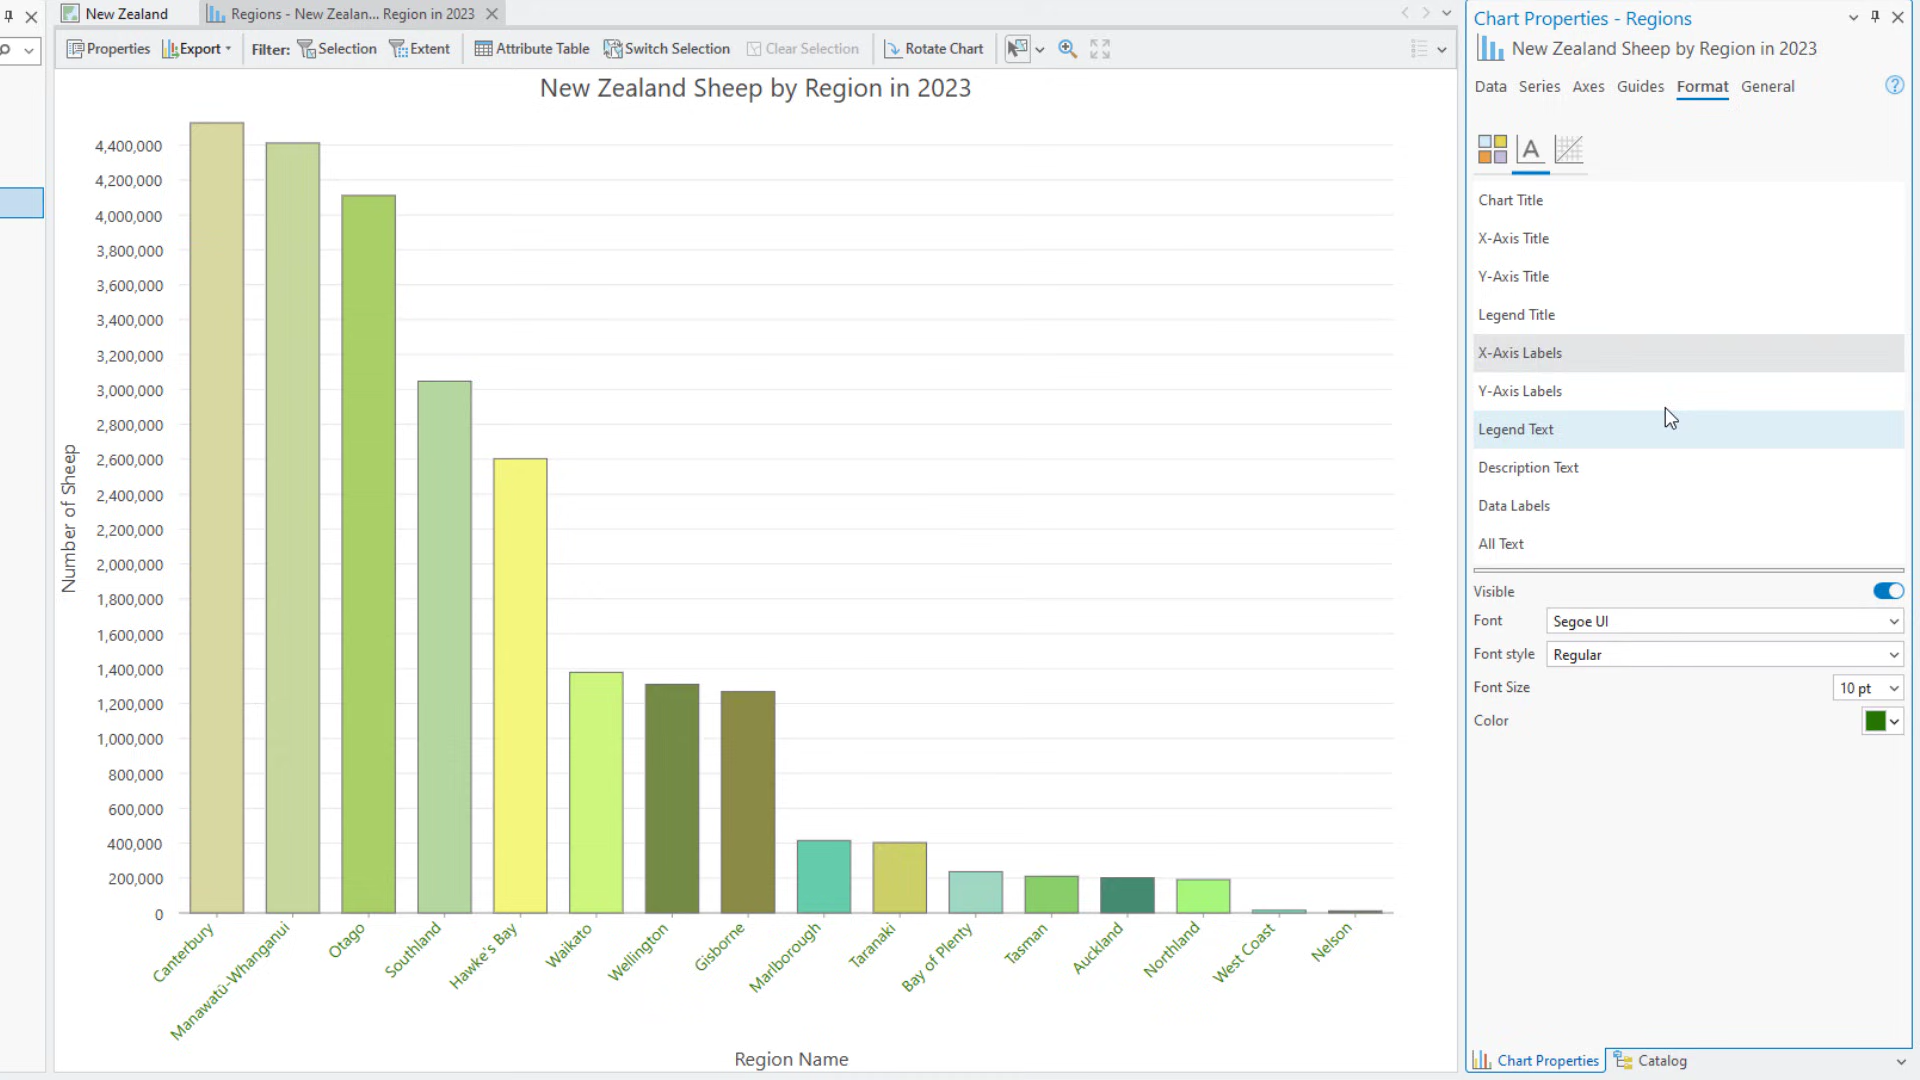 New Zealand
Regions - New Zealan... Region in 2023
Properties
Export
Filter:
Selection
Extent
Attribute Table
Switch Selection
Clear Selection
Rotate Chart
New Zealand Sheep by Region in 2023
4,400,000
4,200,000
4,000,000
3,800,000
3,600,000
3,400,000
3,200,000
3,000,000
2,800,000
2,600,000
2,400,000
2,200,000
2,000,000
1,800,000
1,600,000
1,400,000
1,200,000
1,000,000
800,000
600,000
400,000
200,000
0
Number of Sheep
Canterbury
Manawatū-Whanganui
Otago
Southland
Hawke's Bay
Waikato
Wellington
Gisborne
Marlborough
Taranaki
Bay of Plenty
Tasman
Auckland
Northland
West Coast
Nelson
Region Name
Chart Properties - Regions
New Zealand Sheep by Region in 2023
Data
Series
Axes
Guides
Format
General
?
A
Chart Title
X-Axis Title
Y-Axis Title
Legend Title
X-Axis Labels
Y-Axis Labels
Legend Text
Description Text
Data Labels
All Text
Visible
Font
Segoe UI
Font style
Regular
Font Size
10 pt
Color
Chart Properties
Catalog